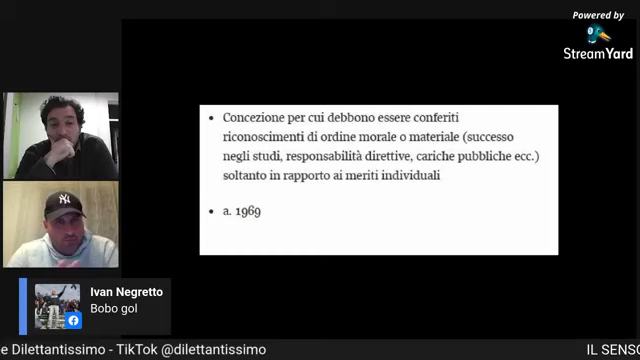 Powered by
StreamYard
• Concezione per cui debbono essere conferiti
riconoscimenti di ordine morale o materiale (successo
negli studi, responsabilità direttive, cariche pubbliche ecc.)
soltanto in rapporto ai meriti individuali
• a. 1969
NY
Ivan Negretto
Bobo gol
e Dilettantissimo - TikTok @dilettantissimo
IL SENSO